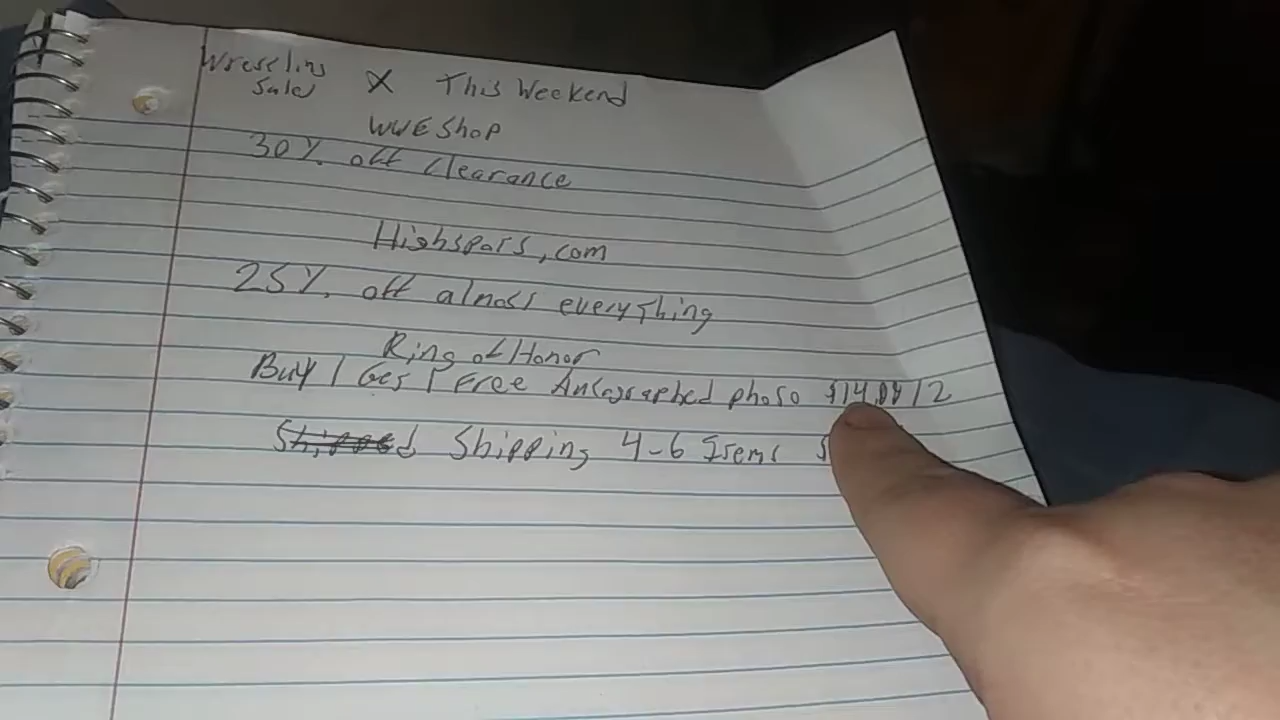 Wrestling X This Weekend
Sale
WWE Shop
30% off Clearance
Highspots.com
25% off almost everything
Ring of Honor
Buy 1 Get 1 Free Autographed photo $14.00/2
Shipping 4-6 Items $